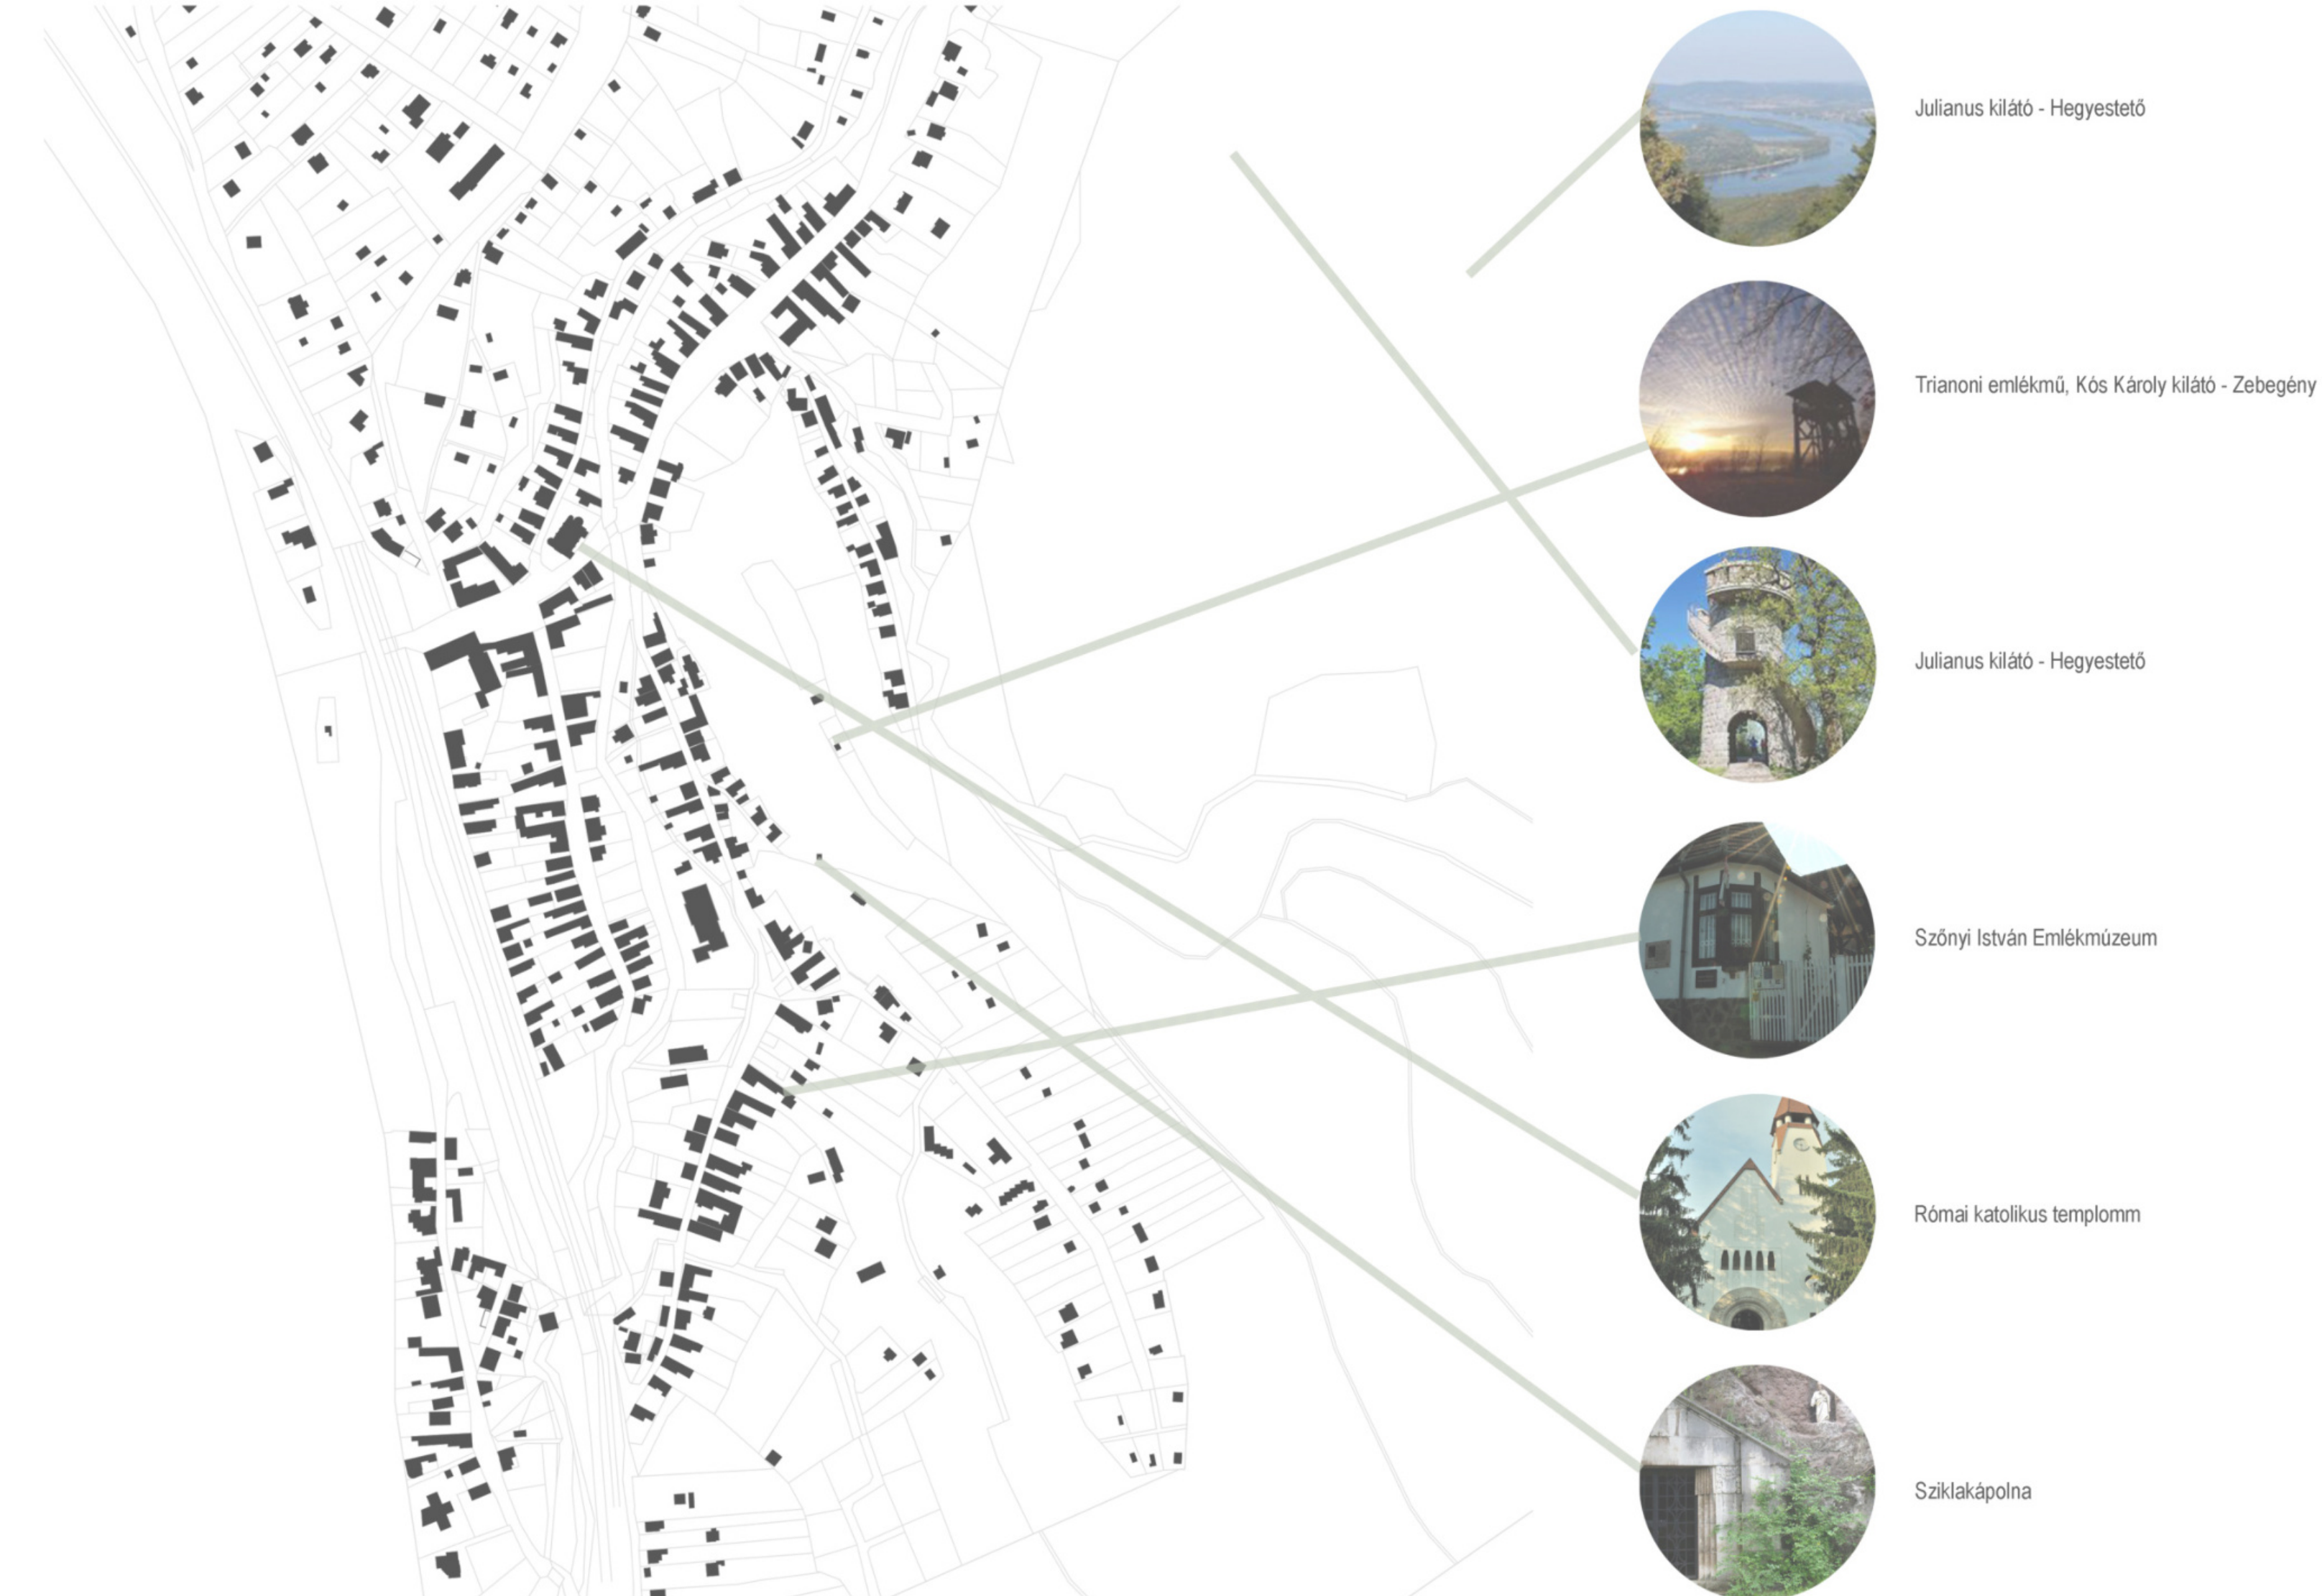 Julianus kilátó - Hegyestető
Trianoni emlékmű, Kós Károly kilátó - Zebegény
Julianus kilátó - Hegyestető
Szőnyi István Emlékmúzeum
Római katolikus templomm
Sziklakápolna